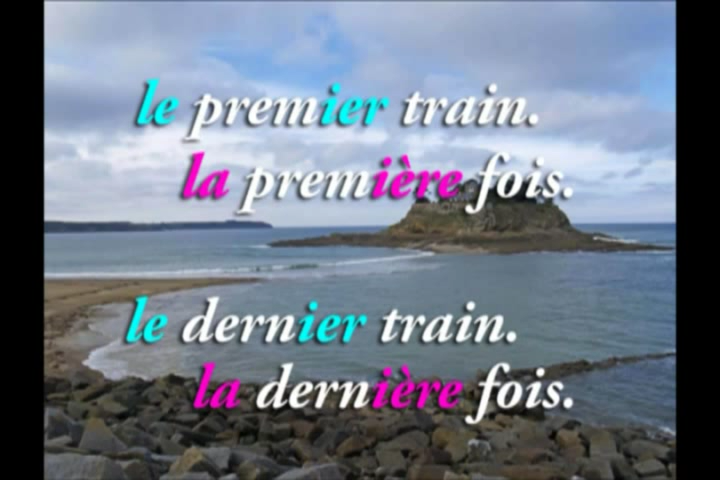 le premier train.
la première fois.
le dernier train.
la dernière fois.